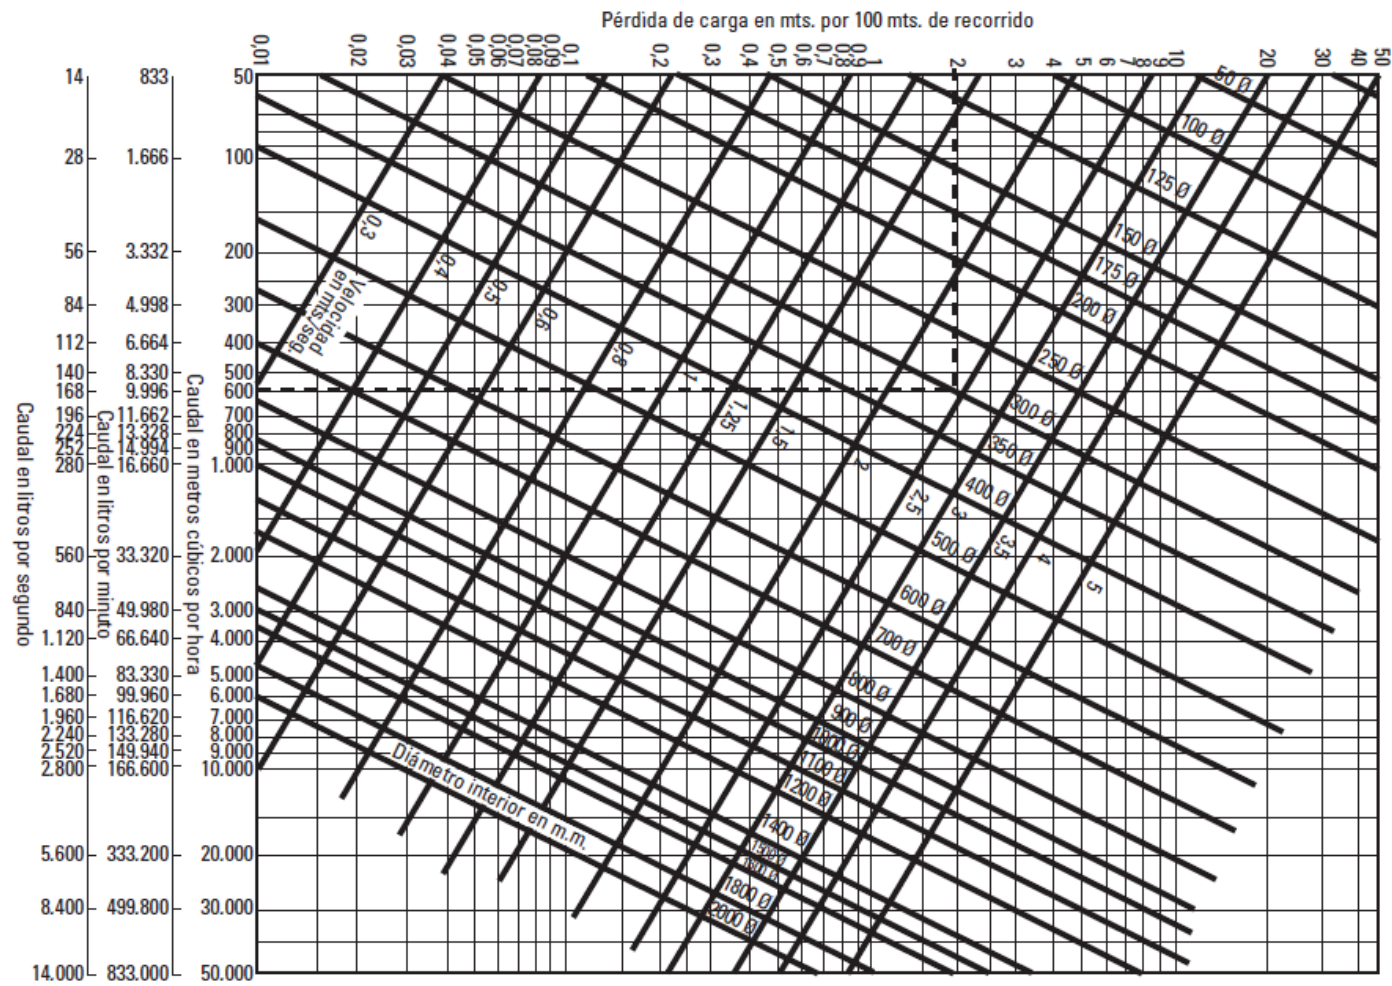 Pérdida de carga en mts. por 100 mts. de recorrido
0,01 0,02 0,03 0,04 0,05 0,06 0,07 0,08 0,09 0,1 0,2 0,3 0,4 0,5 0,6 0,7 0,8 0,9 1 2 3 4 5 6 7 8 9 10 20 30 40 50
14 833 50
28 1.666 100
56 3.332 200
84 4.998 300
112 6.664 400
140 8.330 500
168 9.996 600
196 11.662 700
224 13.328 800
252 14.994 900
280 16.660 1.000
560 33.320 2.000
840 49.980 3.000
1.120 66.640 4.000
1.400 83.330 5.000
1.680 99.960 6.000
1.960 116.620 7.000
2.240 133.280 8.000
2.520 149.940 9.000
2.800 166.600 10.000
5.600 333.200 20.000
8.400 499.800 30.000
14.000 833.000 50.000
Caudal en litros por segundo
Caudal en litros por minuto
Caudal en metros cúbicos por hora
Velocidad
en mts/seg.
0,3
0,4
0,5
0,6
0,8
1
1,25
1,5
2
2,5
3
3,5
4
5
50 Ø
100 Ø
125 Ø
150 Ø
175 Ø
200 Ø
250 Ø
300 Ø
350 Ø
400 Ø
500 Ø
600 Ø
700 Ø
800 Ø
900 Ø
1000 Ø
1100 Ø
1200 Ø
1400 Ø
1500 Ø
1600 Ø
1800 Ø
2000 Ø
Diámetro interior en m.m.